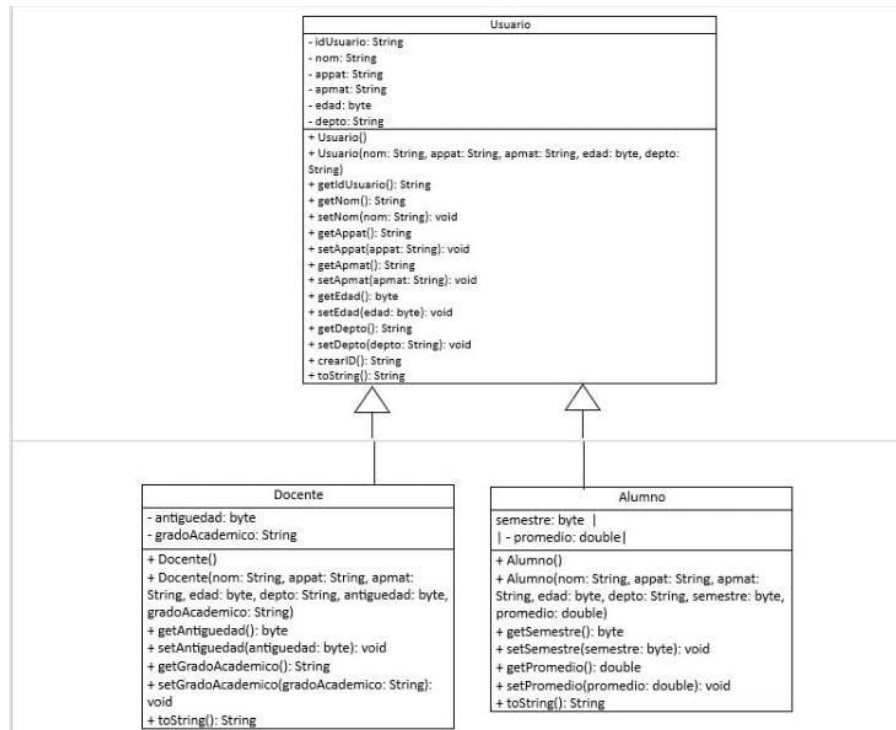 Usuario
- idUsuario: String
- nom: String
- appat: String
- apmat: String
- edad: byte
- depto: String
+ Usuario()
+ Usuario(nom: String, appat: String, apmat: String, edad: byte, depto:
String)
+ getIdUsuario(): String
+ getNom(): String
+ setNom(nom: String): void
+ getAppat(): String
+ setAppat(appat: String): void
+ getApmat(): String
+ setApmat(apmat: String): void
+ getEdad(): byte
+ setEdad(edad: byte): void
+ getDepto(): String
+ setDepto(depto: String): void
+ crearID(): String
+ toString(): String
Docente
- antiguedad: byte
- gradoAcademico: String
+ Docente()
+ Docente(nom: String, appat: String, apmat:
String, edad: byte, depto: String, antiguedad: byte,
gradoAcademico: String)
+ getAntiguedad(): byte
+ setAntiguedad(antiguedad: byte): void
+ getGradoAcademico(): String
+ setGradoAcademico(gradoAcademico: String):
void
+ toString(): String
Alumno
semestre: byte |
| - promedio: double|
+ Alumno()
+ Alumno(nom: String, appat: String, apmat:
String, edad: byte, depto: String, semestre: byte,
promedio: double)
+ getSemestre(): byte
+ setSemestre(semestre: byte): void
+ getPromedio(): double
+ setPromedio(promedio: double): void
+ toString(): String